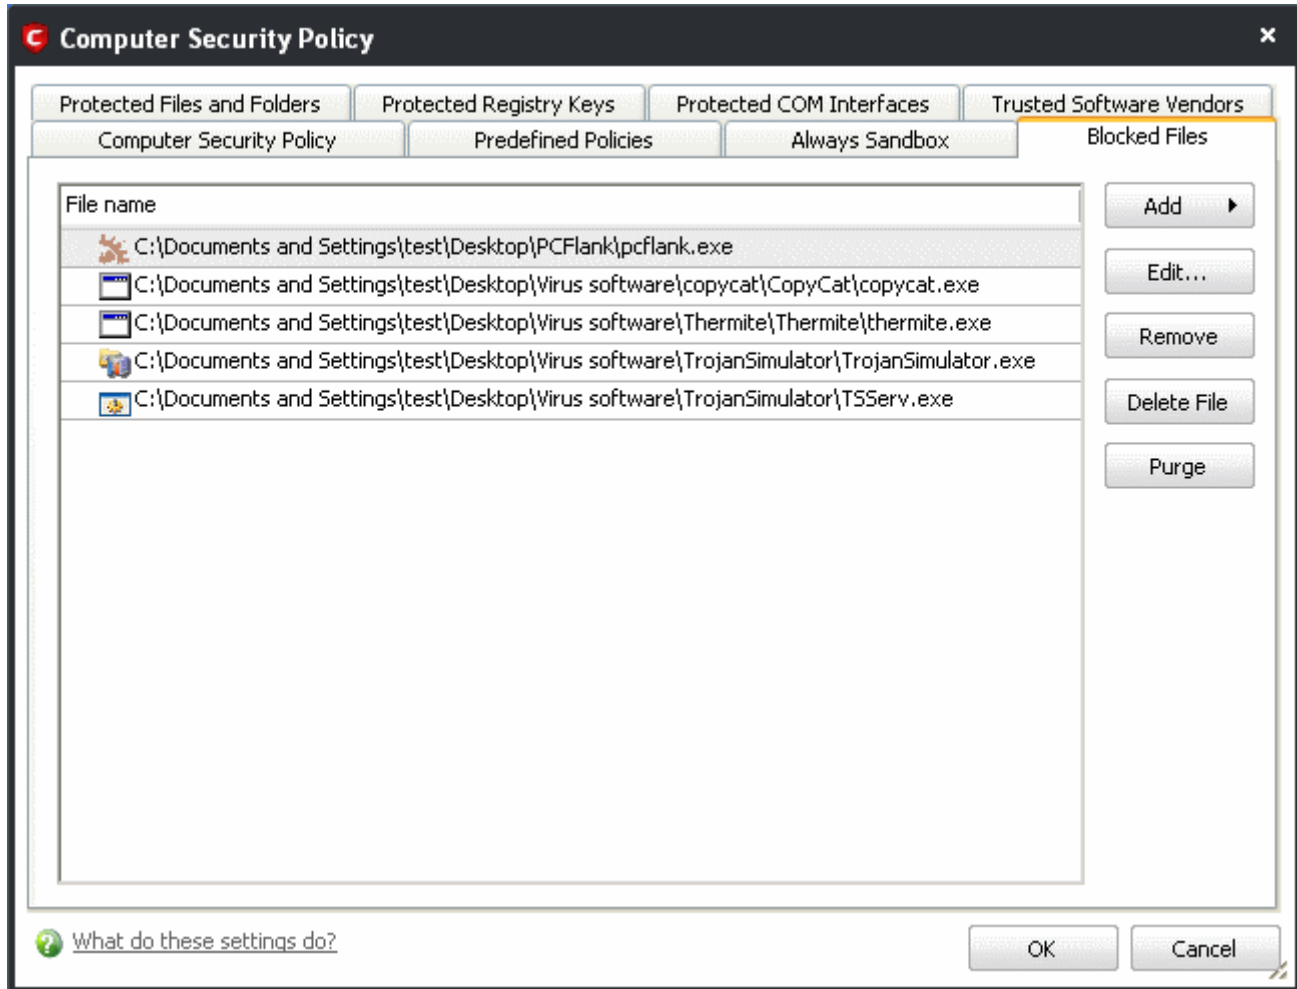 Computer Security Policy
Protected Files and Folders
Protected Registry Keys
Protected COM Interfaces
Trusted Software Vendors
Computer Security Policy
Predefined Policies
Always Sandbox
Blocked Files
File name
C:\Documents and Settings\test\Desktop\PCFlank\pcflank.exe
C:\Documents and Settings\test\Desktop\Virus software\copycat\CopyCat\copycat.exe
C:\Documents and Settings\test\Desktop\Virus software\Thermite\Thermite\thermite.exe
C:\Documents and Settings\test\Desktop\Virus software\TrojanSimulator\TrojanSimulator.exe
C:\Documents and Settings\test\Desktop\Virus software\TrojanSimulator\TSServ.exe
Add
Edit...
Remove
Delete File
Purge
What do these settings do?
OK
Cancel